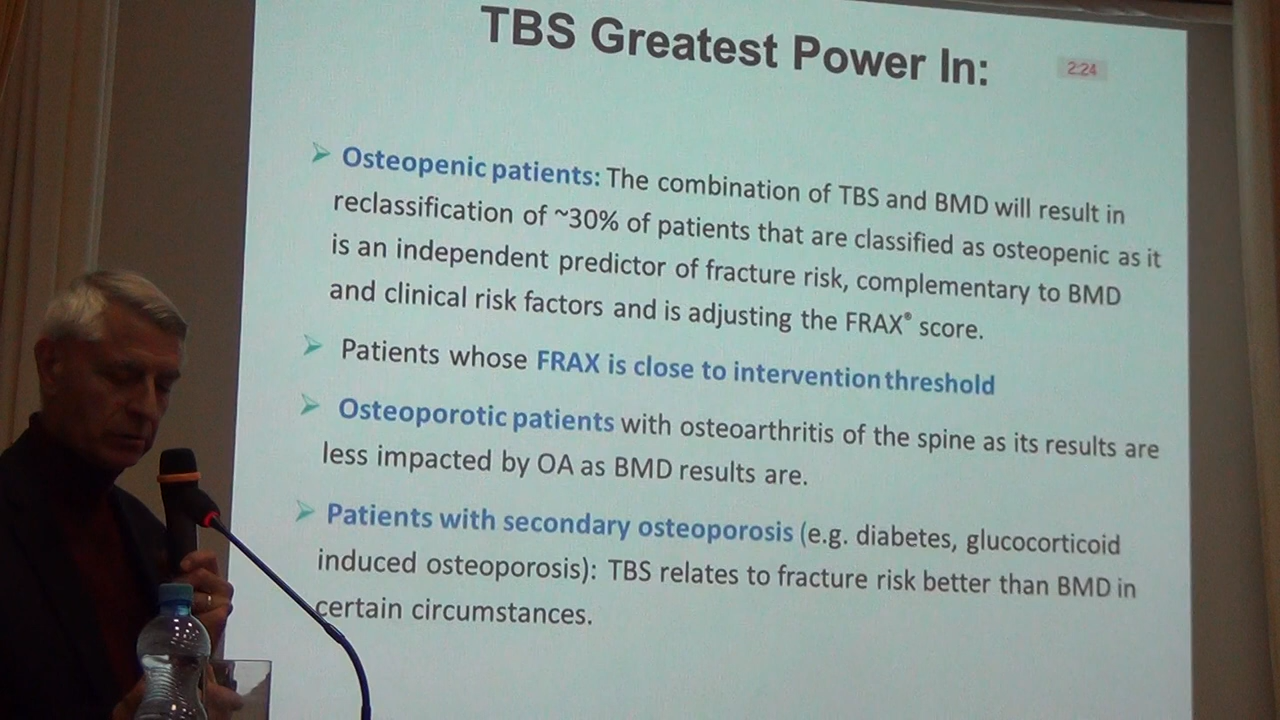 TBS Greatest Power In:
2:24
➢ Osteopenic patients: The combination of TBS and BMD will result in
reclassification of ~30% of patients that are classified as osteopenic as it
is an independent predictor of fracture risk, complementary to BMD
and clinical risk factors and is adjusting the FRAX® score.
➢ Patients whose FRAX is close to intervention threshold
➢ Osteoporotic patients with osteoarthritis of the spine as its results are
less impacted by OA as BMD results are.
➢ Patients with secondary osteoporosis (e.g. diabetes, glucocorticoid
induced osteoporosis): TBS relates to fracture risk better than BMD in
certain circumstances.